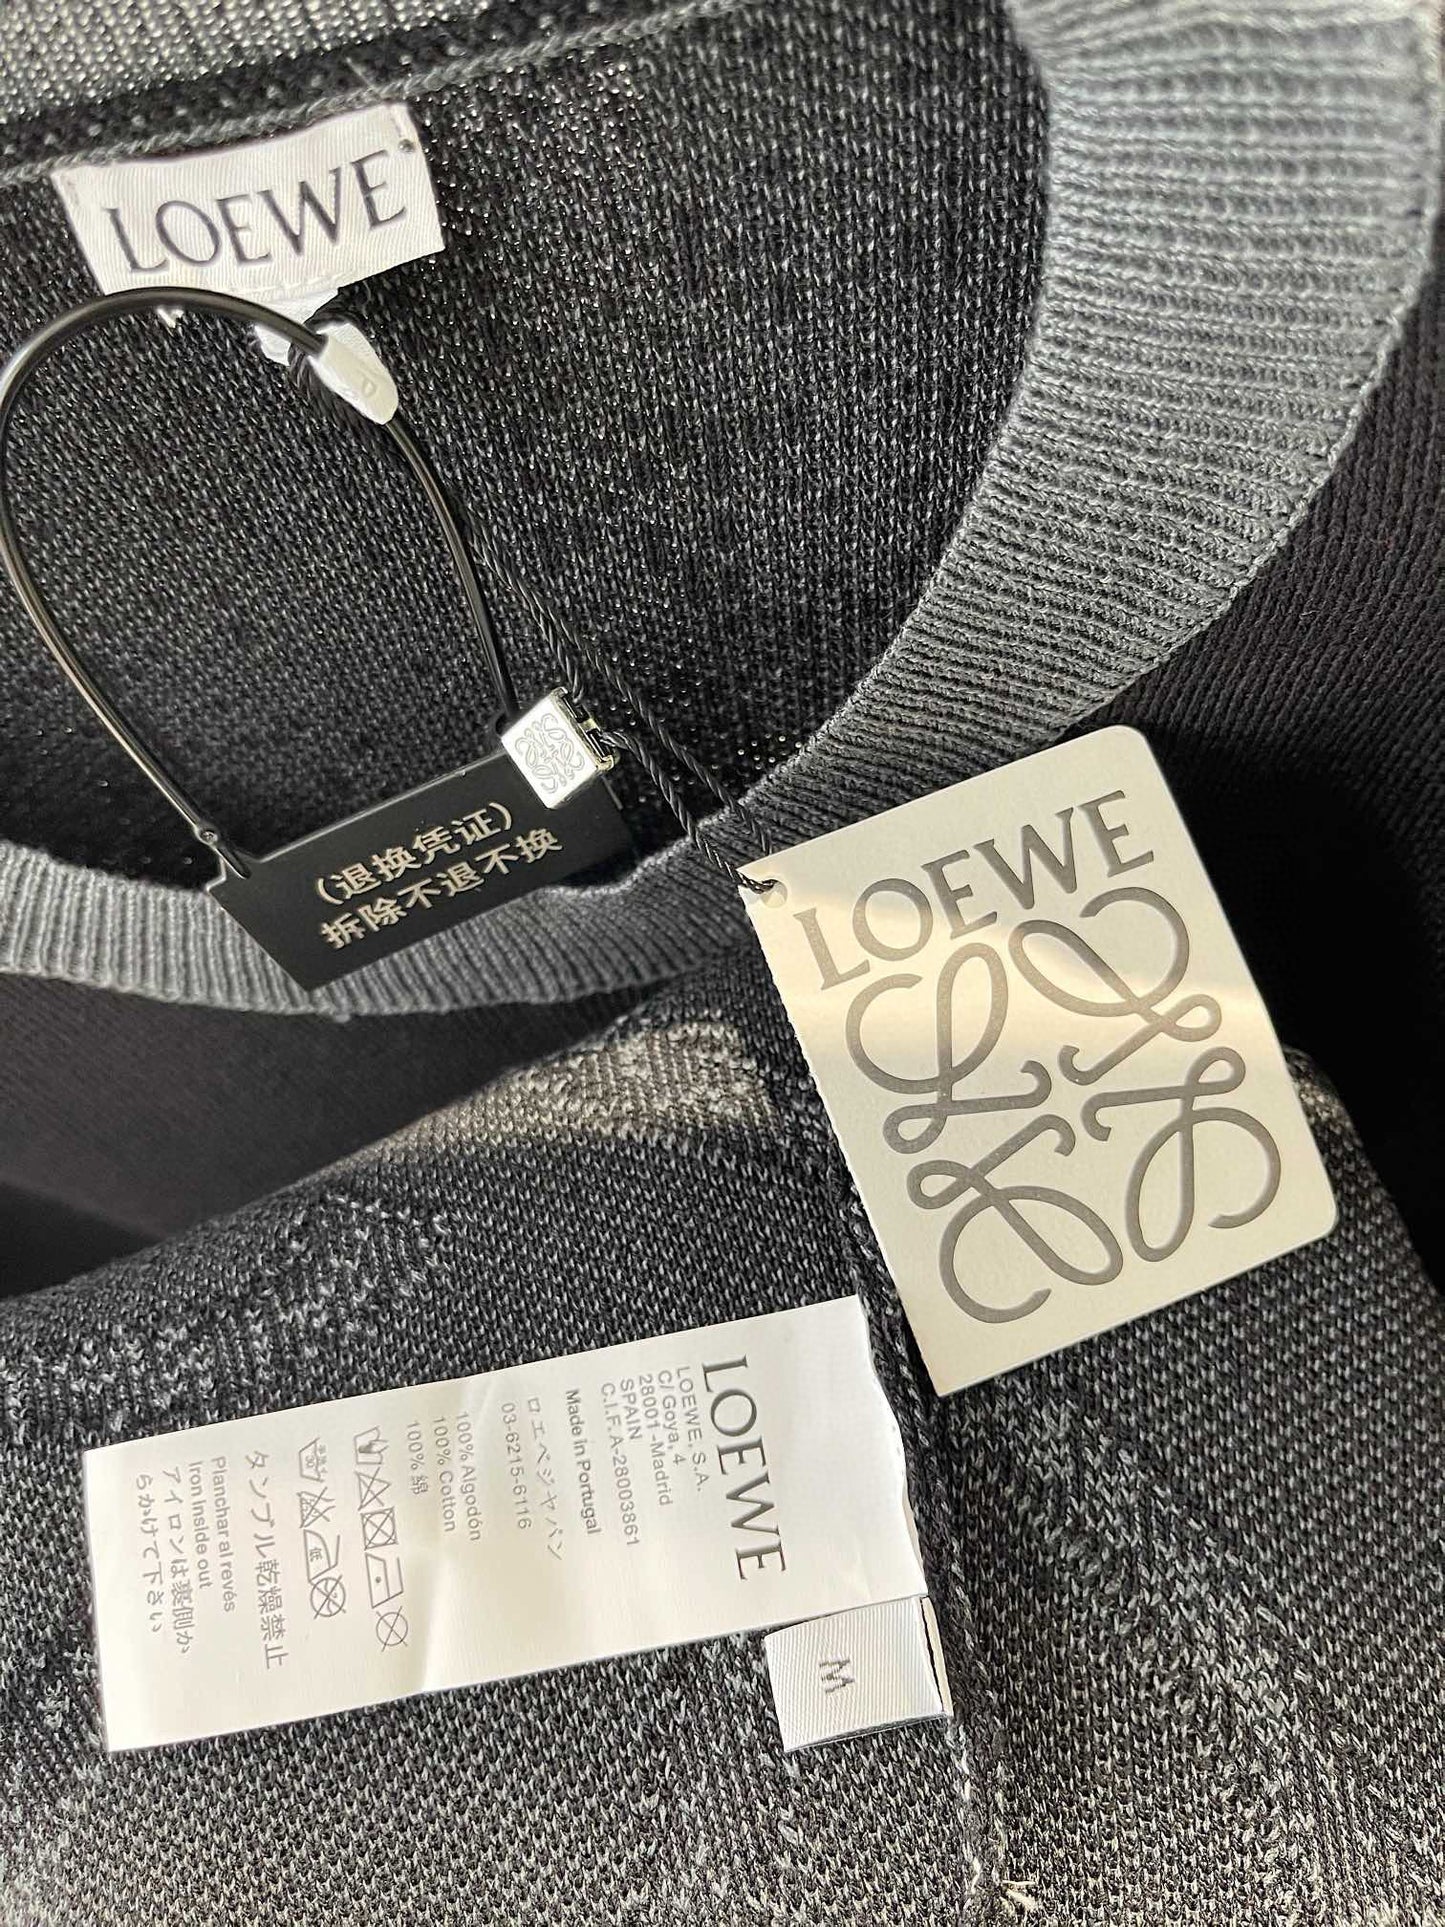 LOEWE
(退换凭证)
拆除不退不换
LOEWE
LOEWE
LOEWE, S.A.
C/ Goya, 4
28001 -Madrid
SPAIN
C.I.F. A-28003861
Made in Portugal
ロエベジャパン
03-6215-6116
100% Algodón
100% Cotton
100% 綿
低
タンブル乾燥禁止
Planchar al revés
Iron inside out
アイロンは裏側か
らかけて下さい
M